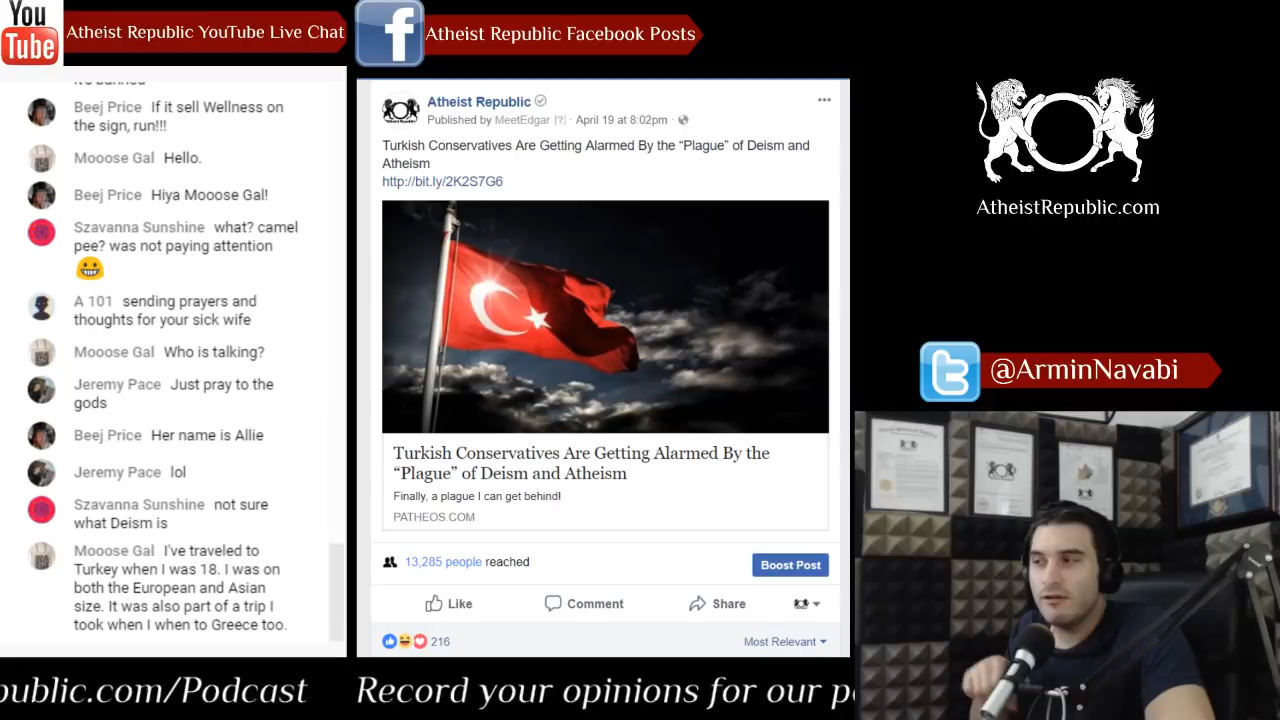 You
Tube
Atheist Republic YouTube Live Chat
Atheist Republic Facebook Posts
it's banned
Beej Price If it sell Wellness on
the sign, run!!!
Mooose Gal Hello.
Beej Price Hiya Mooose Gal!
Szavanna Sunshine what? camel
pee? was not paying attention
A 101 sending prayers and
thoughts for your sick wife
Mooose Gal Who is talking?
Jeremy Pace Just pray to the
gods
Beej Price Her name is Allie
Jeremy Pace lol
Szavanna Sunshine not sure
what Deism is
Mooose Gal I've traveled to
Turkey when I was 18. I was on
both the European and Asian
size. It was also part of a trip I
took when I when to Greece too.
Atheist Republic
Published by MeetEdgar [?] · April 19 at 8:02pm ·
Turkish Conservatives Are Getting Alarmed By the “Plague” of Deism and
Atheism
http://bit.ly/2K2S7G6
Turkish Conservatives Are Getting Alarmed By the
“Plague” of Deism and Atheism
Finally, a plague I can get behind!
PATHEOS.COM
13,285 people reached
Boost Post
Like
Comment
Share
216
Most Relevant
AtheistRepublic.com
@ArminNavabi
public.com/Podcast
Record your opinions for our p